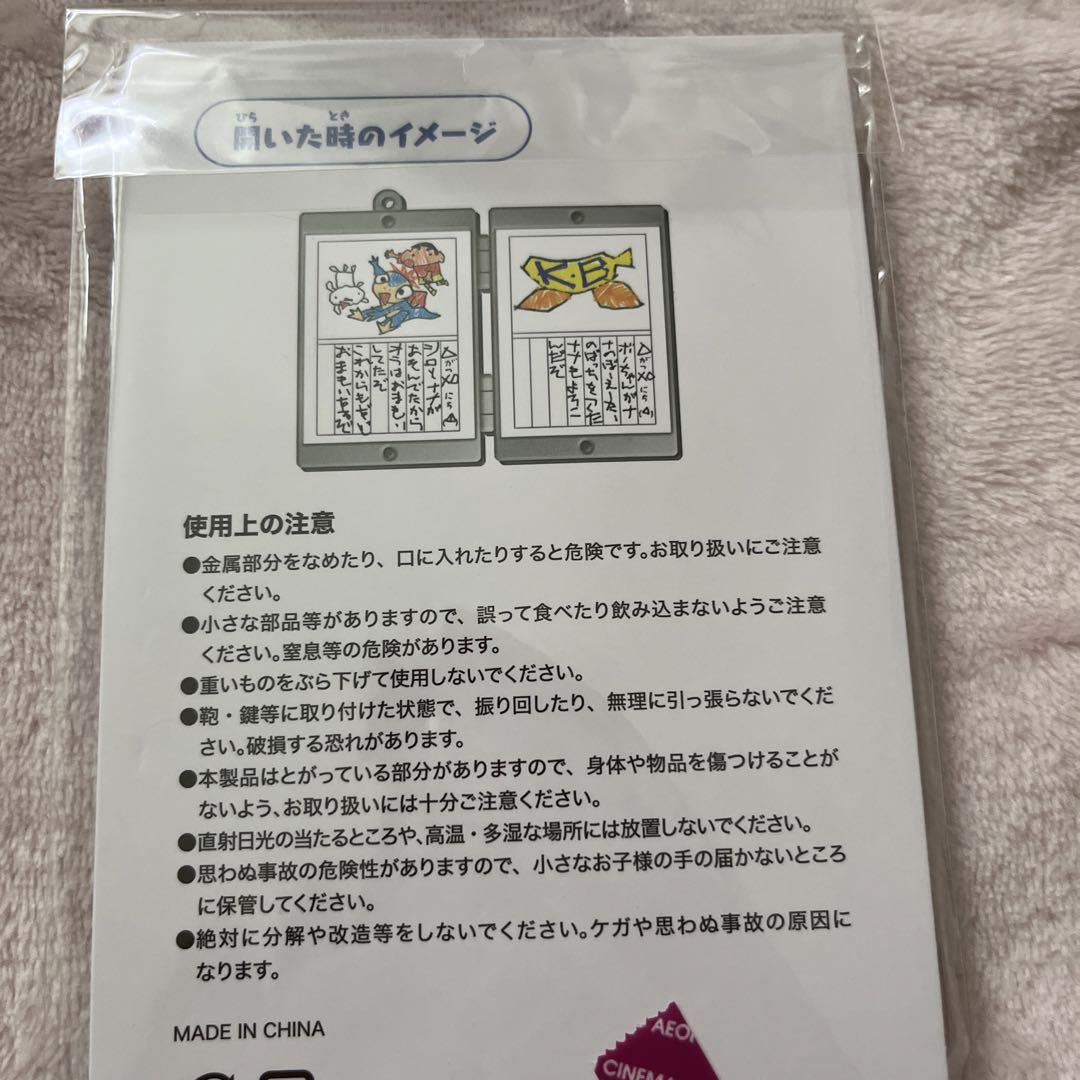 ひら とき
開いた時のイメージ
K・B
使用上の注意
●金属部分をなめたり、口に入れたりすると危険です。お取り扱いにご注意
ください。
●小さな部品等がありますので、誤って食べたり飲み込まないようご注意
ください。窒息等の危険があります。
●重いものをぶら下げて使用しないでください。
●鞄・鍵等に取り付けた状態で、振り回したり、無理に引っ張らないでくだ
さい。破損する恐れがあります。
●本製品はとがっている部分がありますので、身体や物品を傷つけることが
ないよう、お取り扱いには十分ご注意ください。
●直射日光の当たるところや、高温・多湿な場所には放置しないでください。
●思わぬ事故の危険性がありますので、小さなお子様の手の届かないところ
に保管してください。
●絶対に分解や改造等をしないでください。ケガや思わぬ事故の原因に
なります。
MADE IN CHINA